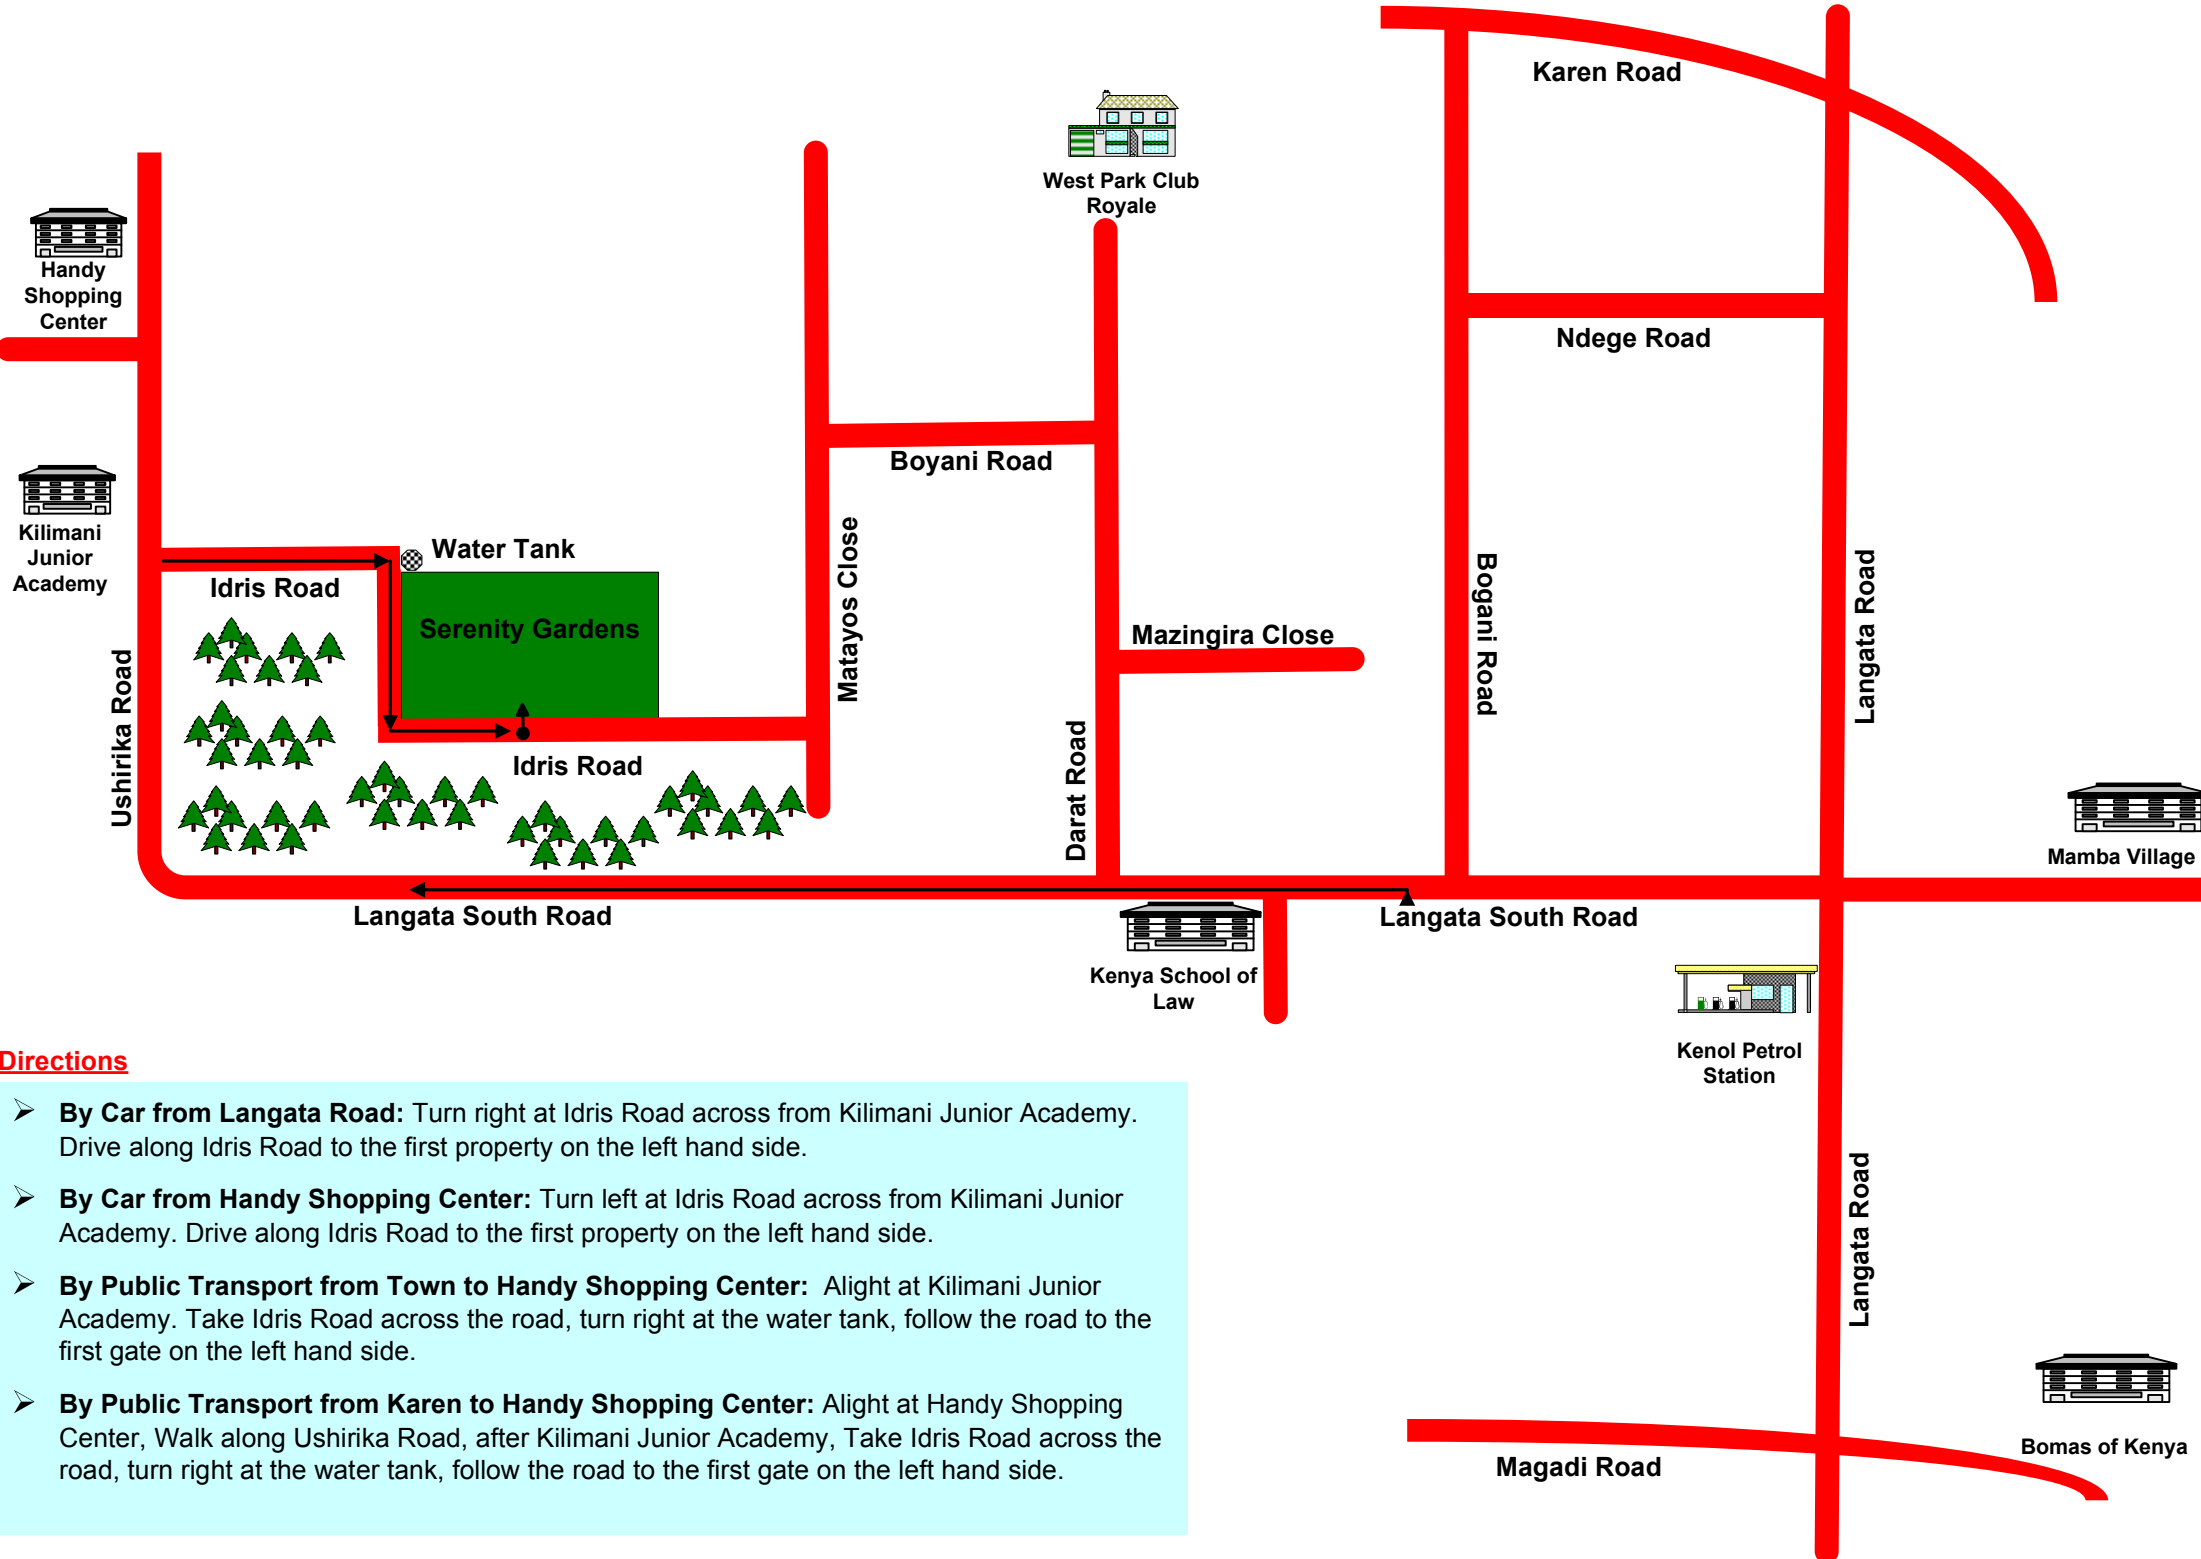 Karen Road
West Park Club
Royale
Handy
Shopping
Center
Ndege Road
Boyani Road
Kilimani
Junior
Academy
Water Tank
Idris Road
Serenity Gardens
Matayos Close
Mazingira Close
Bogani Road
Langata Road
Ushirika Road
Idris Road
Darat Road
Mamba Village
Langata South Road
Langata South Road
Kenya School of
Law
Kenol Petrol
Station
Langata Road
Bomas of Kenya
Magadi Road
Directions
➢ By Car from Langata Road: Turn right at Idris Road across from Kilimani Junior Academy.
Drive along Idris Road to the first property on the left hand side.
➢ By Car from Handy Shopping Center: Turn left at Idris Road across from Kilimani Junior
Academy. Drive along Idris Road to the first property on the left hand side.
➢ By Public Transport from Town to Handy Shopping Center: Alight at Kilimani Junior
Academy. Take Idris Road across the road, turn right at the water tank, follow the road to the
first gate on the left hand side.
➢ By Public Transport from Karen to Handy Shopping Center: Alight at Handy Shopping
Center, Walk along Ushirika Road, after Kilimani Junior Academy, Take Idris Road across the
road, turn right at the water tank, follow the road to the first gate on the left hand side.